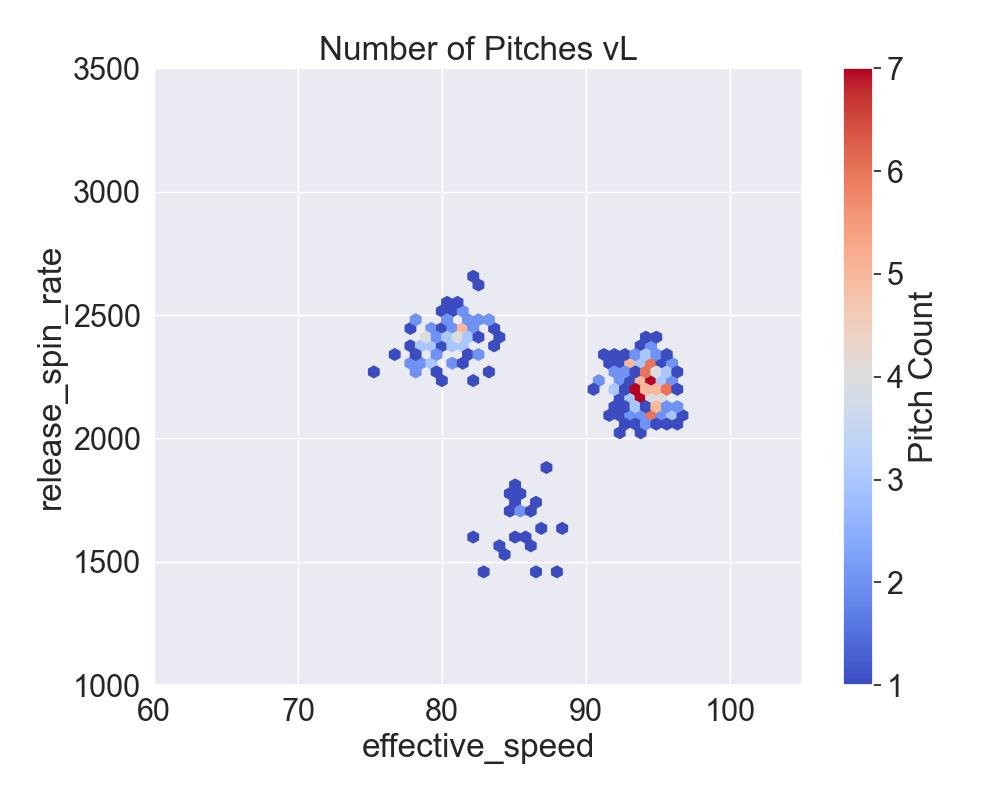 Number of Pitches vL
3500
3000
2500
2000
1500
1000
release_spin_rate
60 70 80 90 100
effective_speed
7
6
5
4
3
2
1
Pitch Count